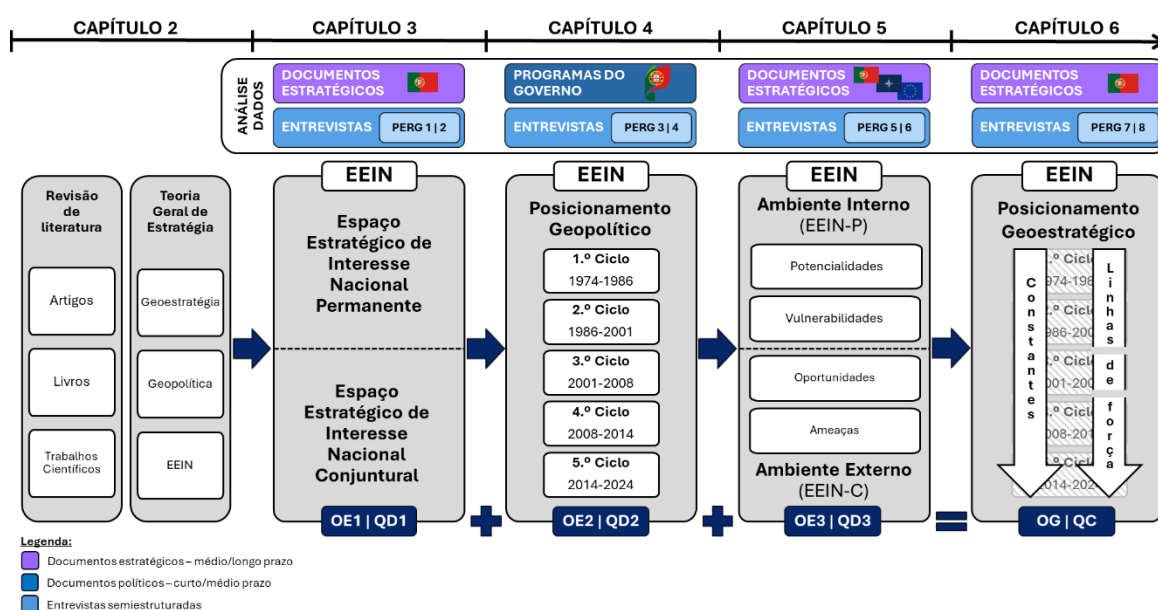 CAPÍTULO 2
CAPÍTULO 3
CAPÍTULO 4
CAPÍTULO 5
CAPÍTULO 6
ANÁLISE
DADOS
DOCUMENTOS
ESTRATÉGICOS
PROGRAMAS DO
GOVERNO
DOCUMENTOS
ESTRATÉGICOS
DOCUMENTOS
ESTRATÉGICOS
ENTREVISTAS
PERG 1 | 2
ENTREVISTAS
PERG 3 | 4
ENTREVISTAS
PERG 5 | 6
ENTREVISTAS
PERG 7 | 8
Revisão
de
literatura
Artigos
Livros
Trabalhos
Científicos
Teoria
Geral de
Estratégia
Geoestratégia
Geopolítica
EEIN
EEIN
Espaço
Estratégico de
Interesse
Nacional
Permanente
Espaço
Estratégico de
Interesse
Nacional
Conjuntural
OE1 | QD1
EEIN
Posicionamento
Geopolítico
1.º Ciclo
1974-1986
2.º Ciclo
1986-2001
3.º Ciclo
2001-2008
4.º Ciclo
2008-2014
5.º Ciclo
2014-2024
OE2 | QD2
EEIN
Ambiente Interno
(EEIN-P)
Potencialidades
Vulnerabilidades
Oportunidades
Ameaças
Ambiente Externo
(EEIN-C)
OE3 | QD3
EEIN
Posicionamento
Geoestratégico
Constantes
Linhas de força
OG | QC
Legenda:
Documentos estratégicos – médio/longo prazo
Documentos políticos – curto/médio prazo
Entrevistas semiestruturadas